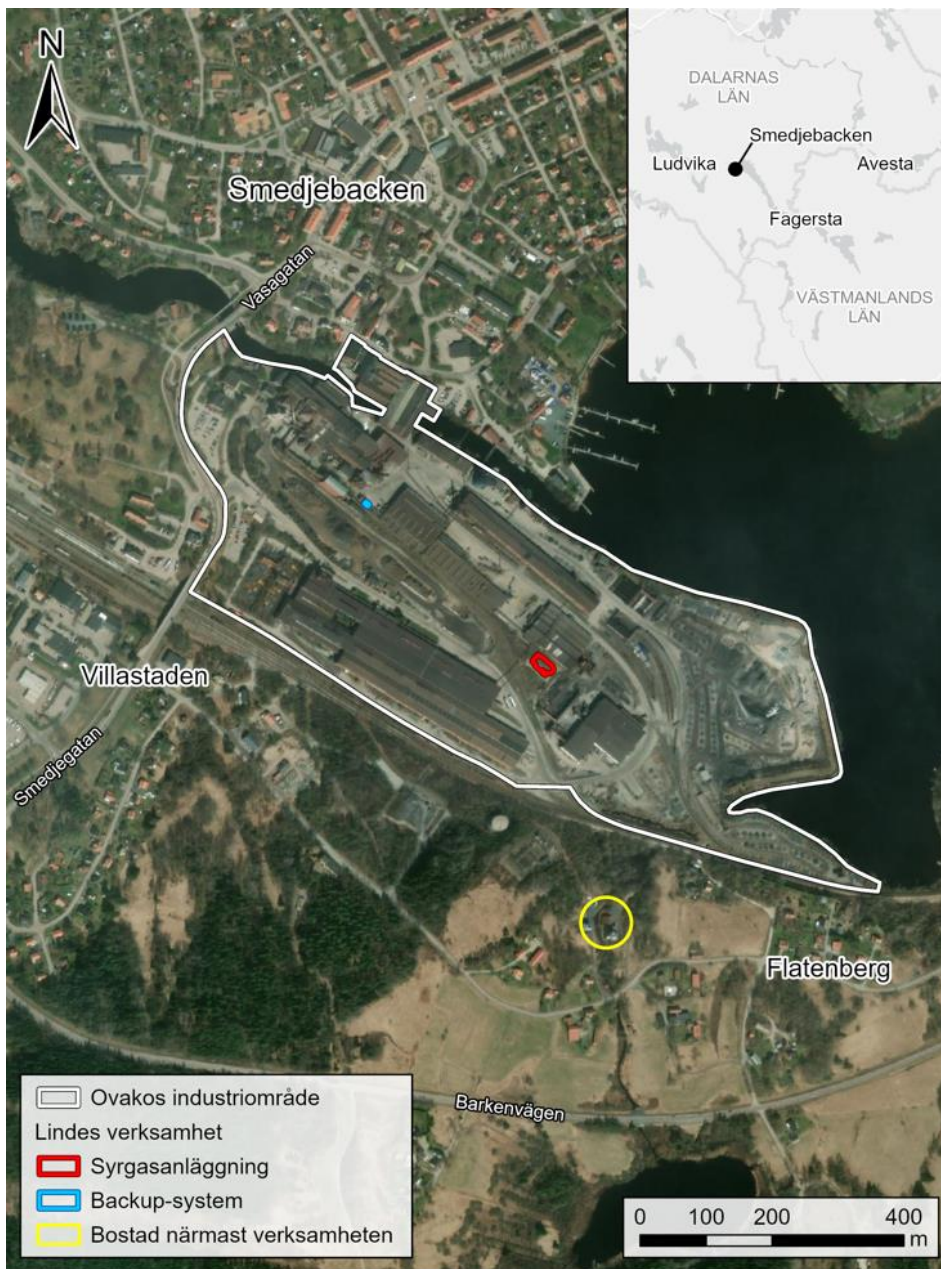 N
DALARNAS
LÄN
Smedjebacken
Ludvika
Avesta
Fagersta
VÄSTMANLANDS
LÄN
Smedjebacken
Vasagatan
Villastaden
Smedjegatan
Flatenberg
Barkenvägen
Ovakos industriområde
Lindes verksamhet
Syrgasanläggning
Backup-system
Bostad närmast verksamheten
0 100 200 400
m